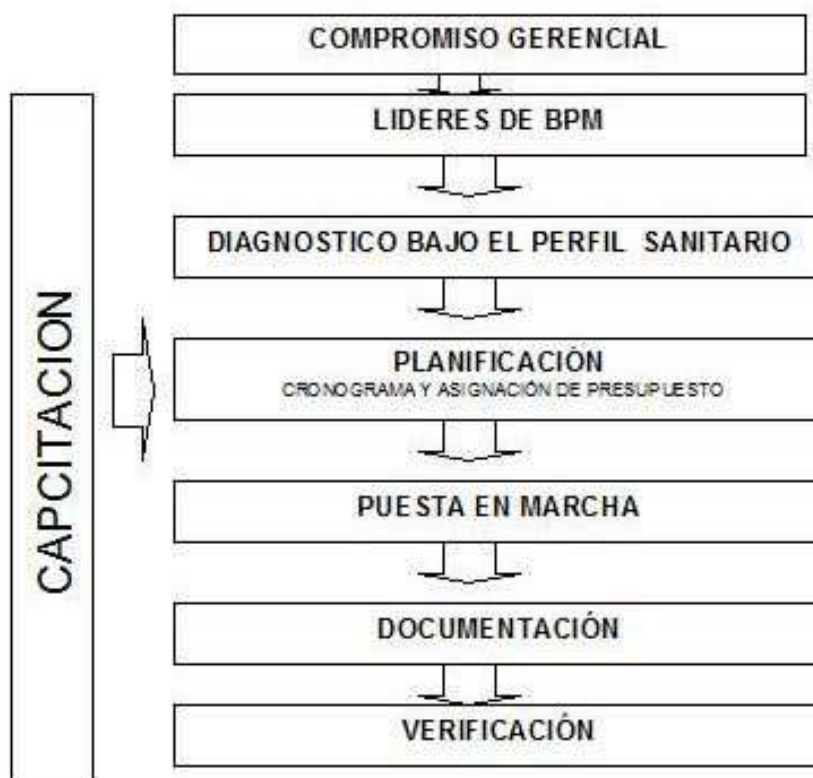 COMPROMISO GERENCIAL
LIDERES DE BPM
DIAGNOSTICO BAJO EL PERFIL SANITARIO
PLANIFICACIÓN
CRONOGRAMA Y ASIGNACIÓN DE PRESUPUESTO
PUESTA EN MARCHA
DOCUMENTACIÓN
VERIFICACIÓN
CAPCITACION